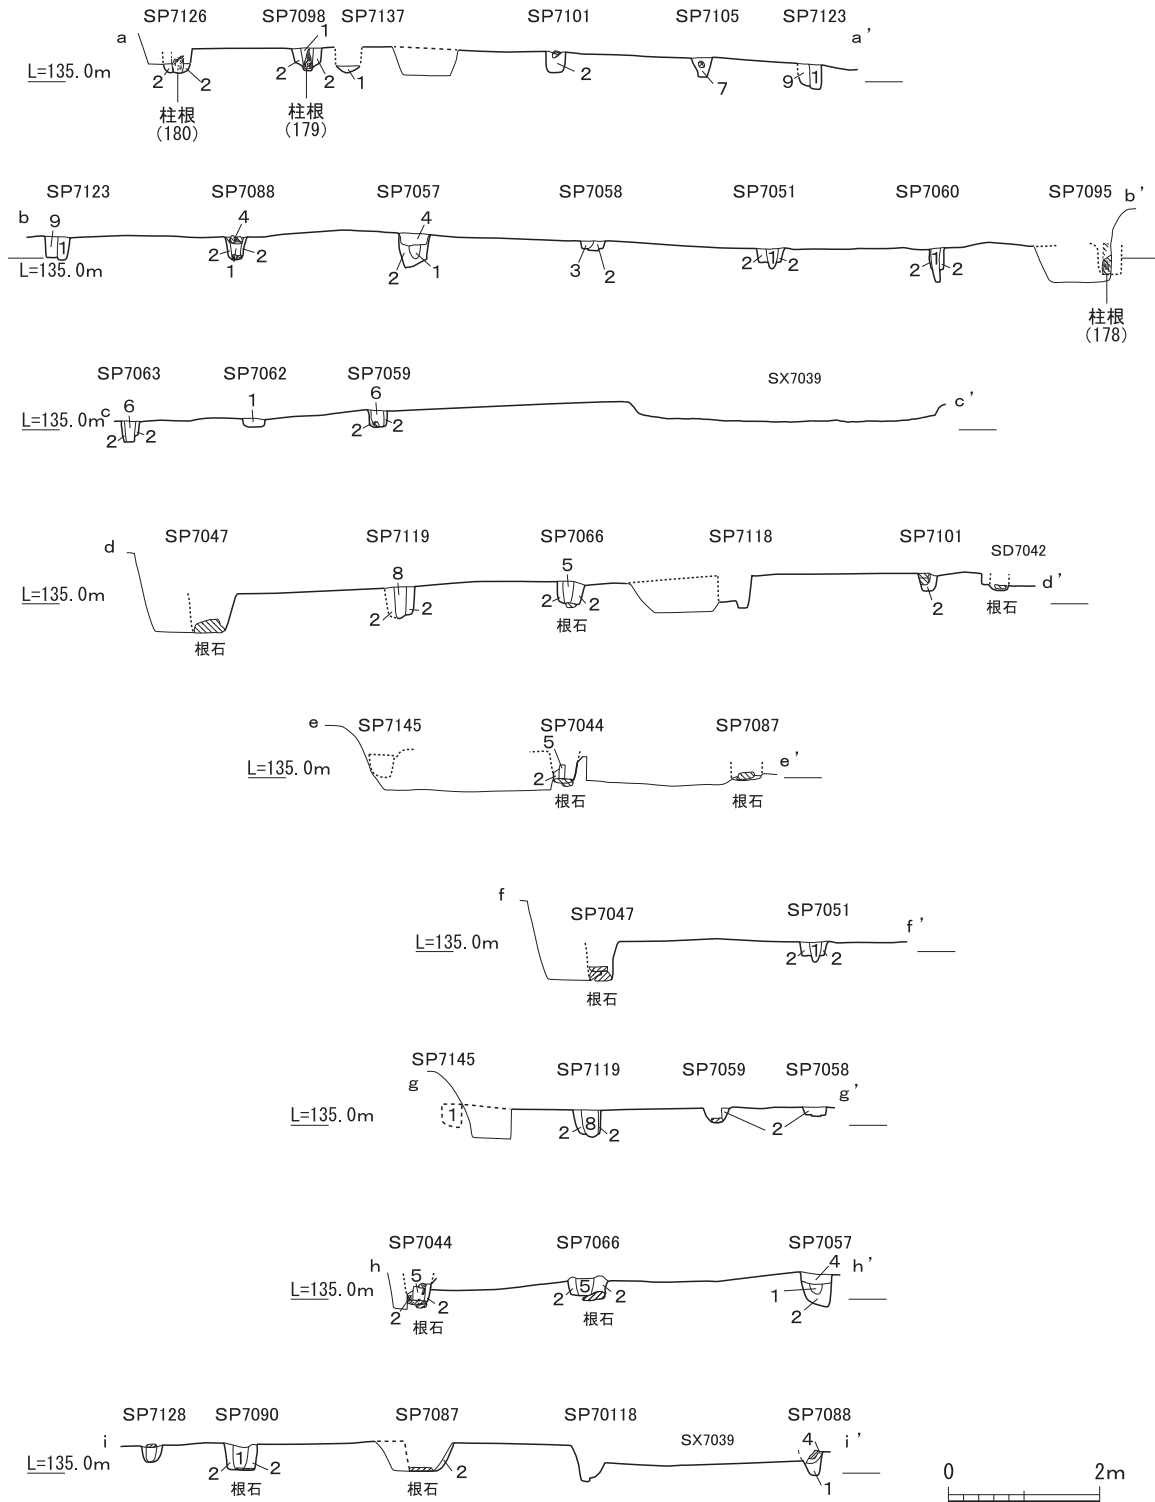 SP7126 SP7098 SP7137 SP7101 SP7105 SP7123
a 1 a’
L=135.0m 2 2 2 2 1 2 7 9 1
柱根 柱根
(180) (179)
SP7123 SP7088 SP7057 SP7058 SP7051 SP7060 SP7095
b 9 4 4 b’
1 2 2 2 1 3 2 2 1 2 2 1 2
L=135.0m 1
柱根
(178)
SP7063 SP7062 SP7059 SX7039
c 6 1 6 c’
L=135.0m 2 2 2 2
SP7047 SP7119 SP7066 SP7118 SP7101 SD7042
d 8 5 d’
L=135.0m 2 2 2 2 2
根石 根石 根石
SP7145 SP7044 SP7087
e 5 e’
L=135.0m 2
根石 根石
f SP7047 SP7051 f’
L=135.0m 2 1 2
根石
SP7145 SP7119 SP7059 SP7058
g g’
L=135.0m 1 2 8 2 2
SP7044 SP7066 SP7057
h 5 5 4 h’
L=135.0m 2 2 2 2 1 2
根石 根石
SP7128 SP7090 SP7087 SP70118 SX7039 SP7088
i 1 4 i’
L=135.0m 2 2 2 1
根石 根石
0 2m